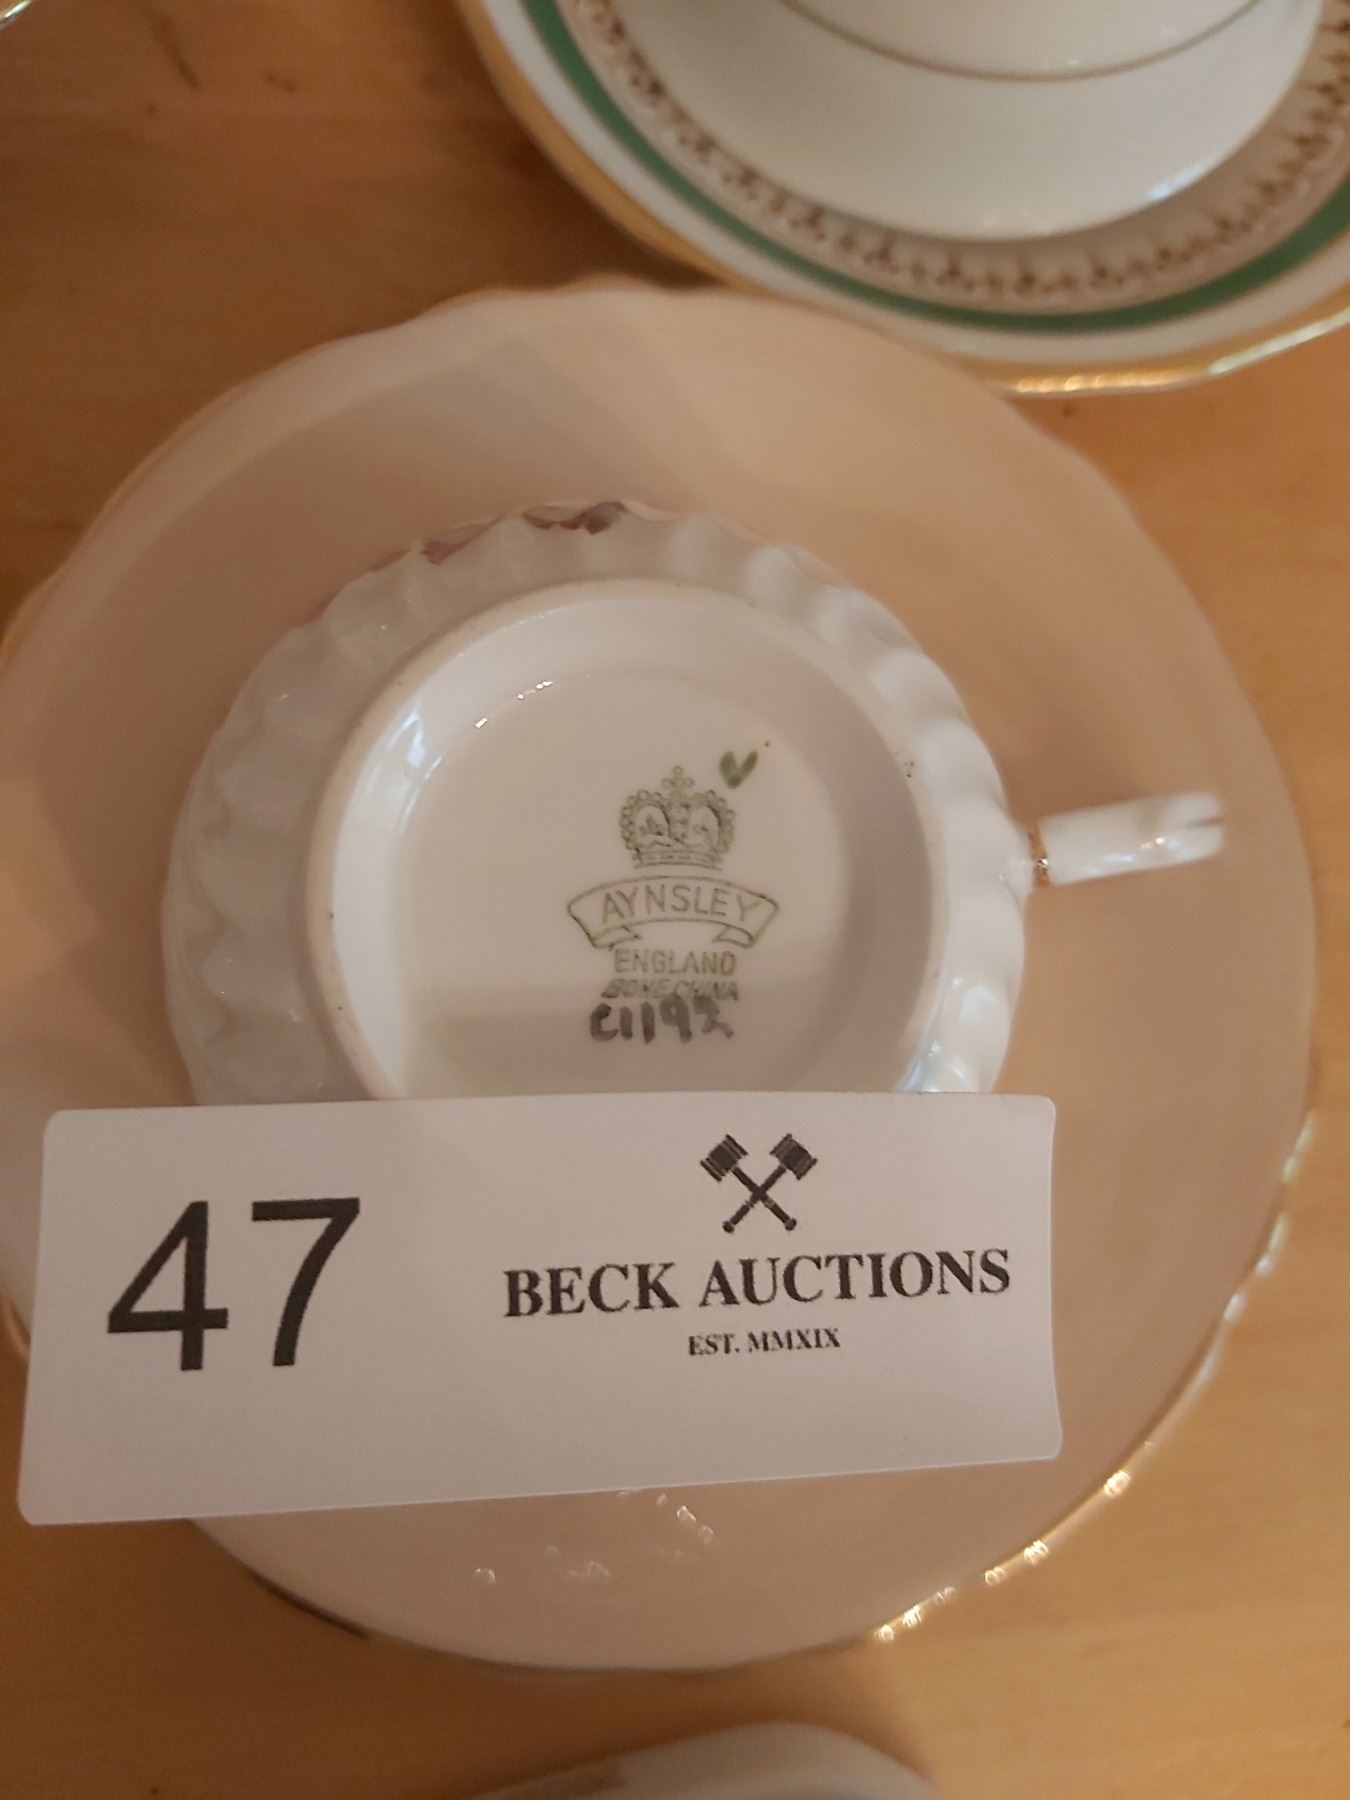 AYNSLEY
ENGLAND
BONE CHINA
C1192
47
BECK AUCTIONS
EST. MMXIX